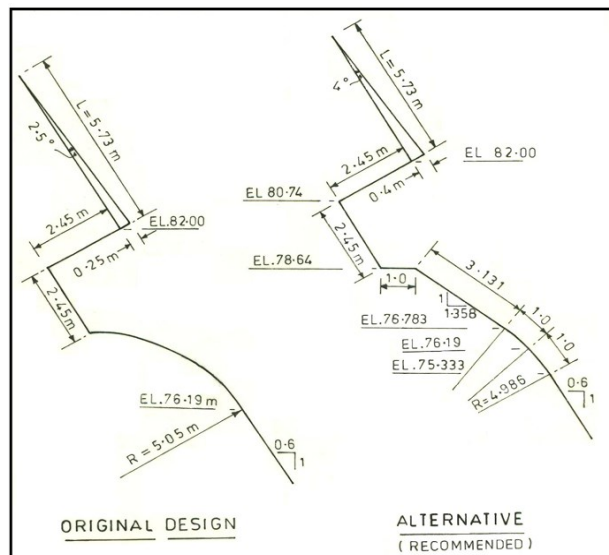 L = 5.73 m
2.5°
2.45 m
EL.82.00
0.25 m
2.45 m
EL.76.19 m
R = 5.05 m
0.6
1
ORIGINAL DESIGN
L = 5.73 m
4°
2.45 m
EL 82.00
0.4 m
EL 80.74
2.45 m
EL.78.64
1.0
3.131
1
1.358
EL.76.783
1.0
1.0
EL.76.19
EL.75.333
R=4.986
0.6
1
ALTERNATIVE
( RECOMMENDED )